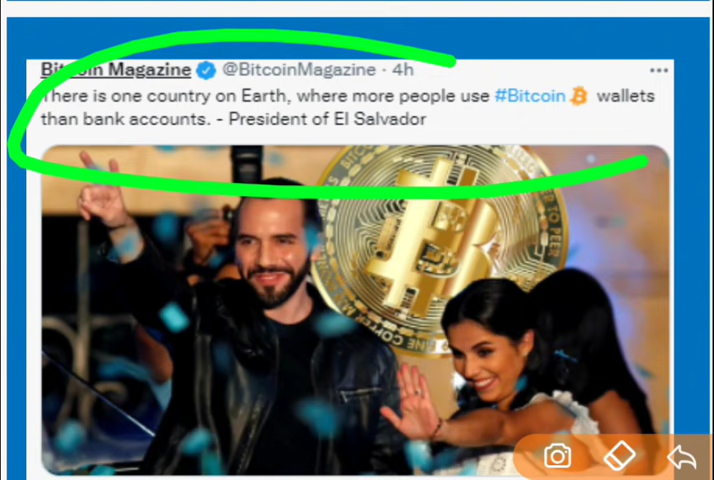 Bitcoin Magazine @BitcoinMagazine · 4h
There is one country on Earth, where more people use #Bitcoin wallets
than bank accounts. - President of El Salvador